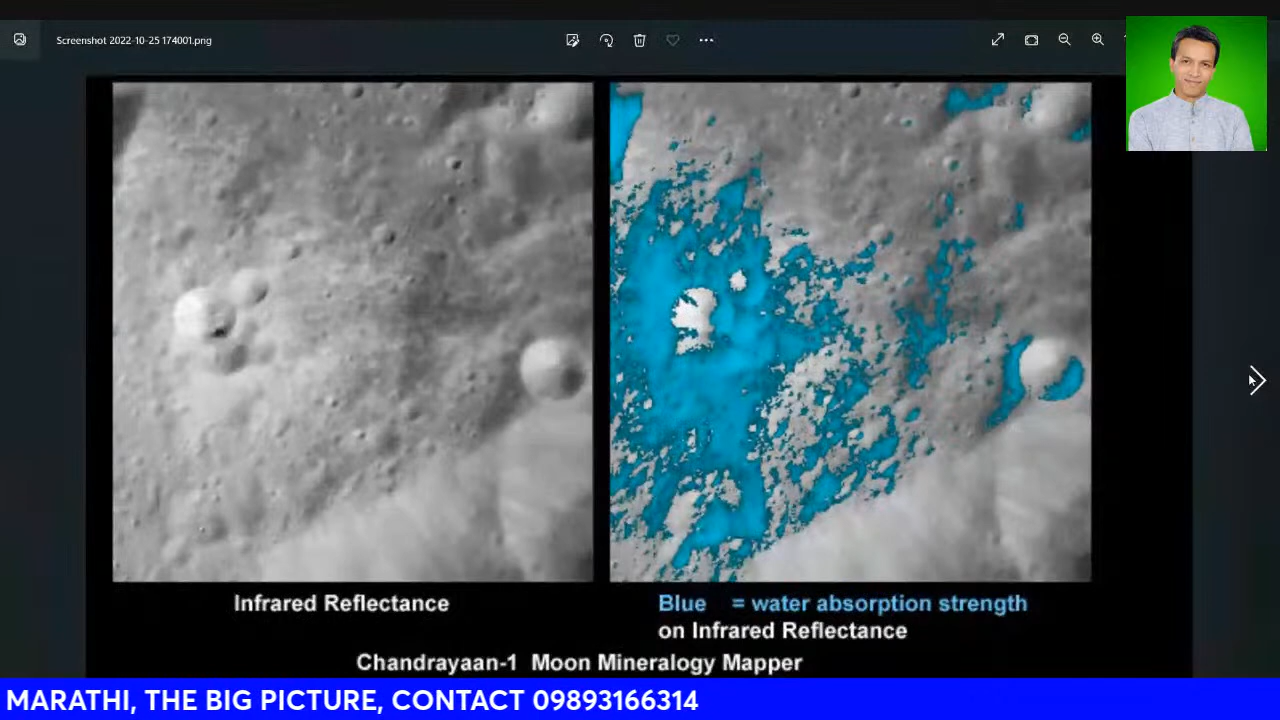 Screenshot 2022-10-25 174001.png
Infrared Reflectance
Blue = water absorption strength
on Infrared Reflectance
Chandrayaan-1 Moon Mineralogy Mapper
MARATHI, THE BIG PICTURE, CONTACT 09893166314